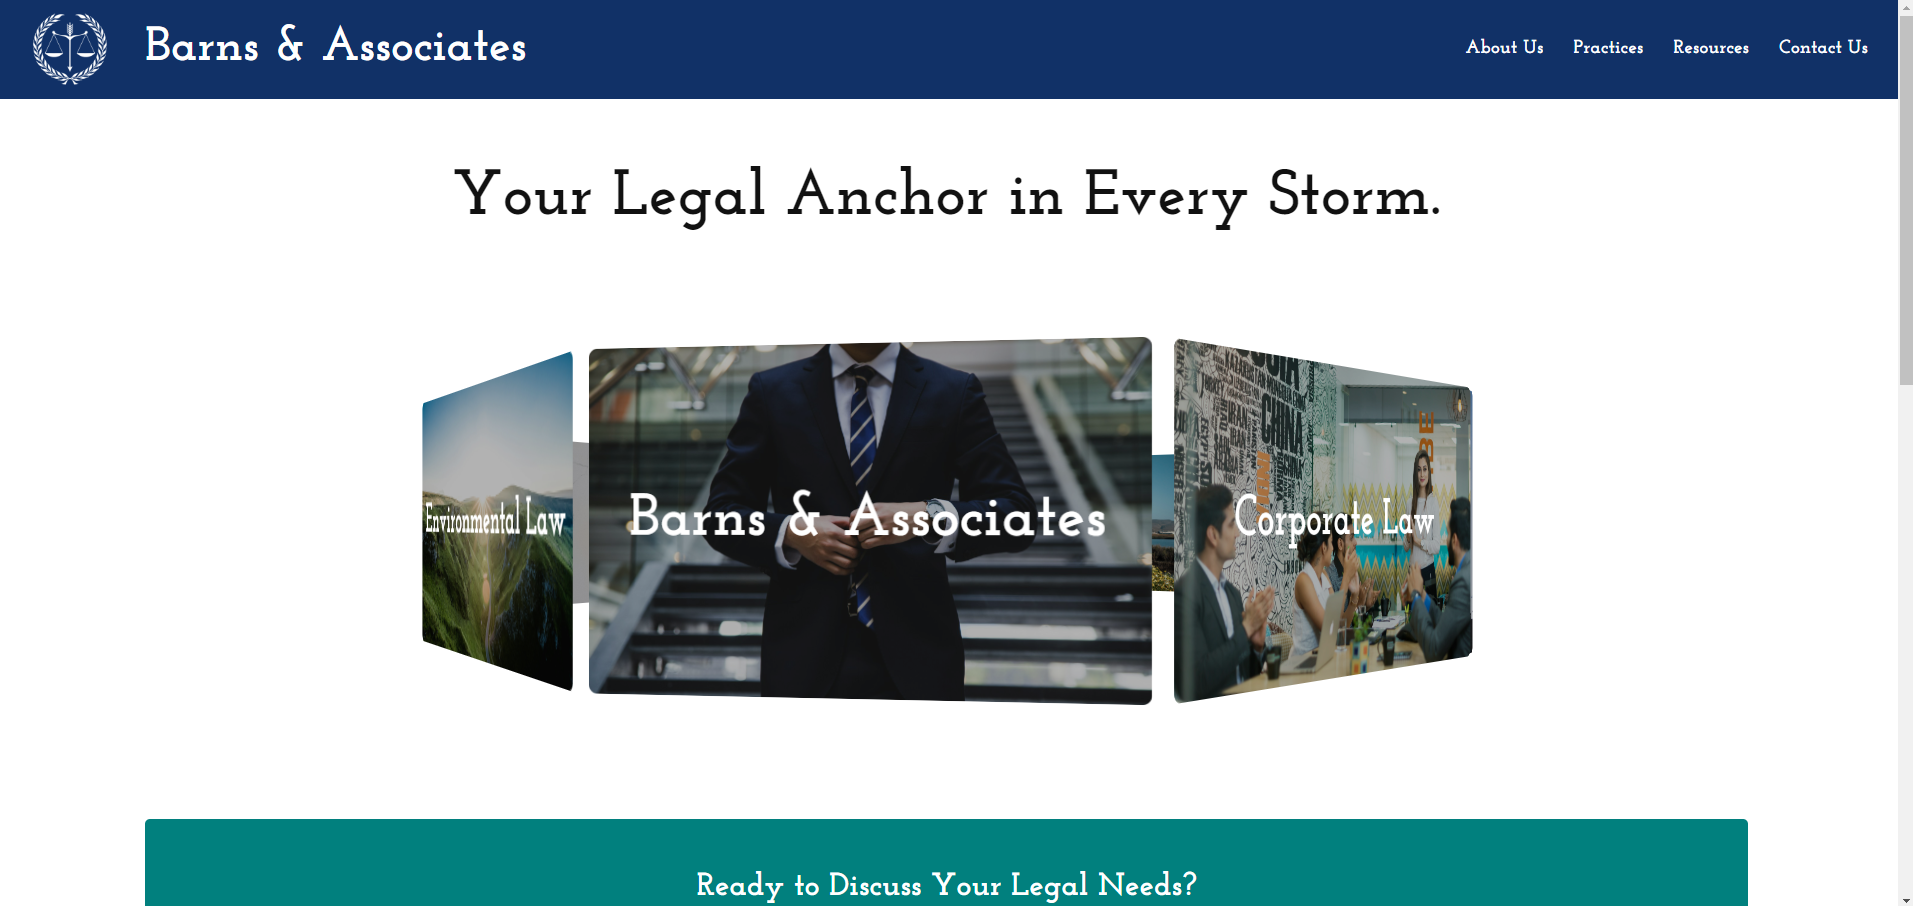 Barns & Associates
About Us
Practices
Resources
Contact Us
Your Legal Anchor in Every Storm.
Environmental Law
Barns & Associates
Corporate Law
CHINA
Ready to Discuss Your Legal Needs?